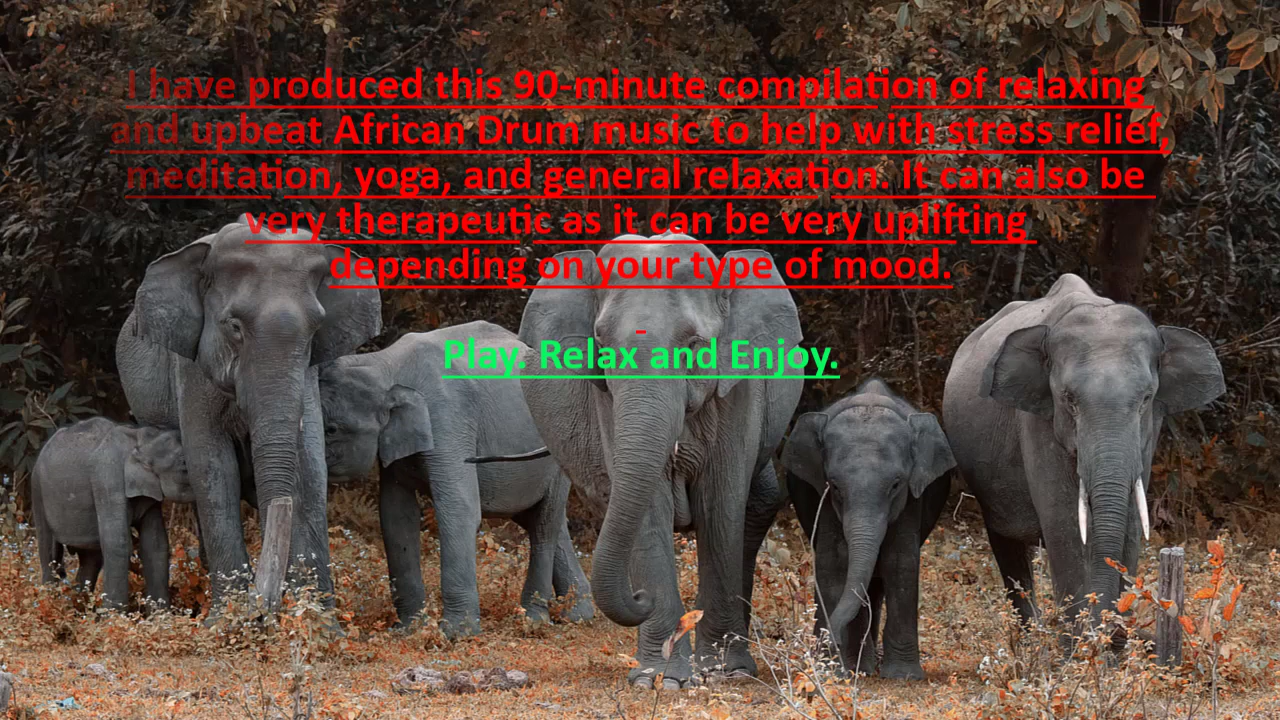 I have produced this 90-minute compilation of relaxing
and upbeat African Drum music to help with stress relief,
meditation, yoga, and general relaxation. It can also be
very therapeutic as it can be very uplifting
depending on your type of mood.
-
Play. Relax and Enjoy.